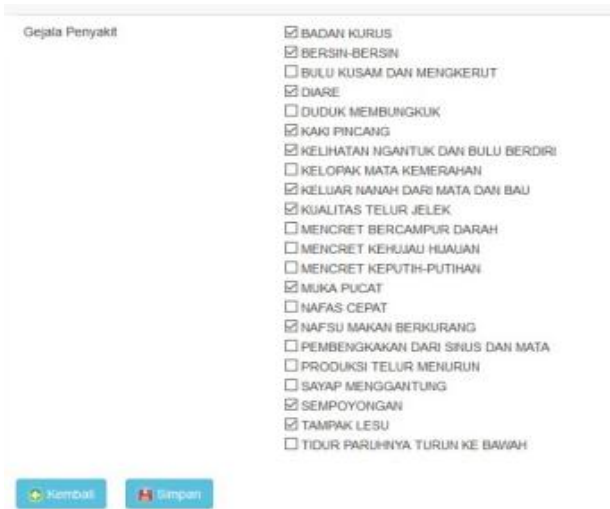 Gejala Penyakit
BADAN KURUS
BERSIN-BERSIN
BULU KUSAM DAN MENGKERUT
DIARE
DUDUK MEMBUNGKUK
KAKI PINCANG
KELIHATAN NGANTUK DAN BULU BERDIRI
KELOPAK MATA KEMERAHAN
KELUAR NANAH DARI MATA DAN BAU
KUALITAS TELUR JELEK
MENCRET BERCAMPUR DARAH
MENCRET KEHIJAU HIJAUAN
MENCRET KEPUTIH-PUTIHAN
MUKA PUCAT
NAFAS CEPAT
NAFSU MAKAN BERKURANG
PEMBENGKAKAN DARI SINUS DAN MATA
PRODUKSI TELUR MENURUN
SAYAP MENGGANTUNG
SEMPOYONGAN
TAMPAK LESU
TIDUR PARUHNYA TURUN KE BAWAH
Kembali Simpan